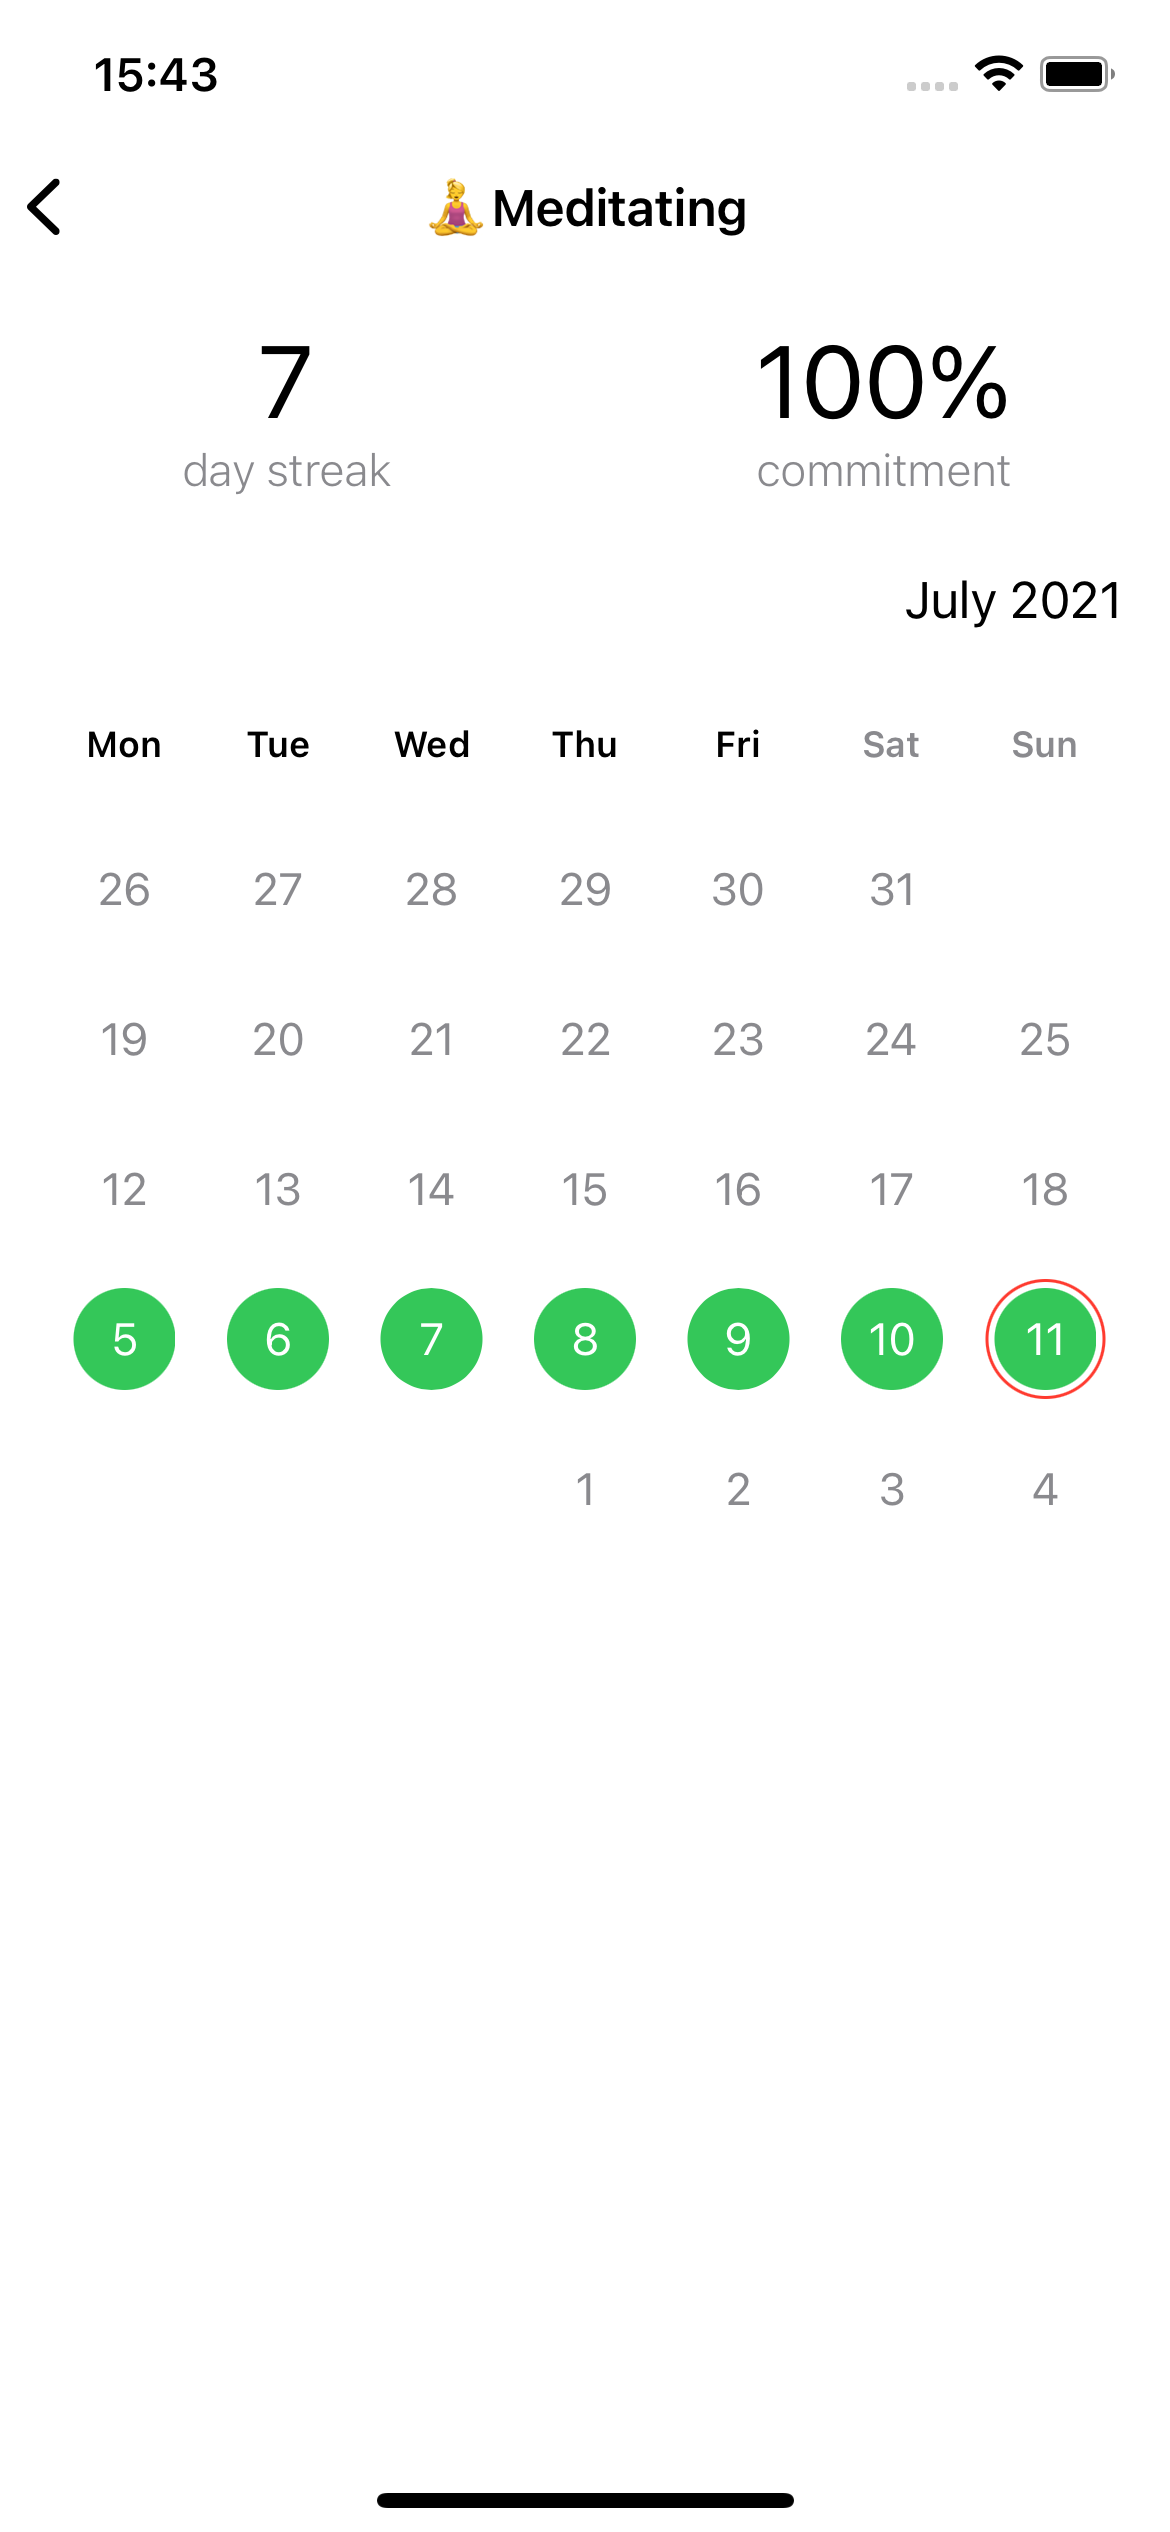 15:43
Meditating
7 100%
day streak commitment
July 2021
Mon Tue Wed Thu Fri Sat Sun
26 27 28 29 30 31
19 20 21 22 23 24 25
12 13 14 15 16 17 18
5 6 7 8 9 10 11
1 2 3 4